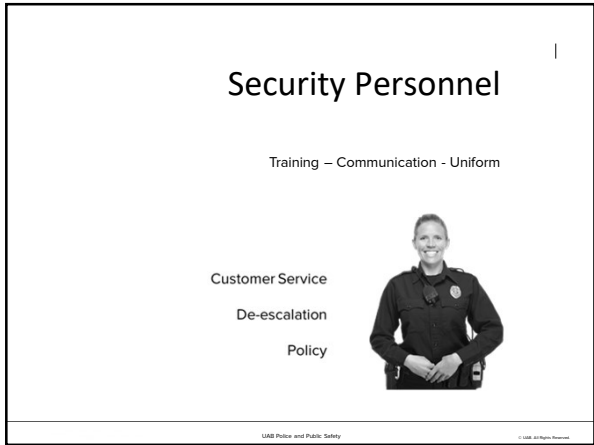 Security Personnel
Training – Communication - Uniform
Customer Service
De-escalation
Policy
UAB Police and Public Safety
© UAB. All Rights Reserved.